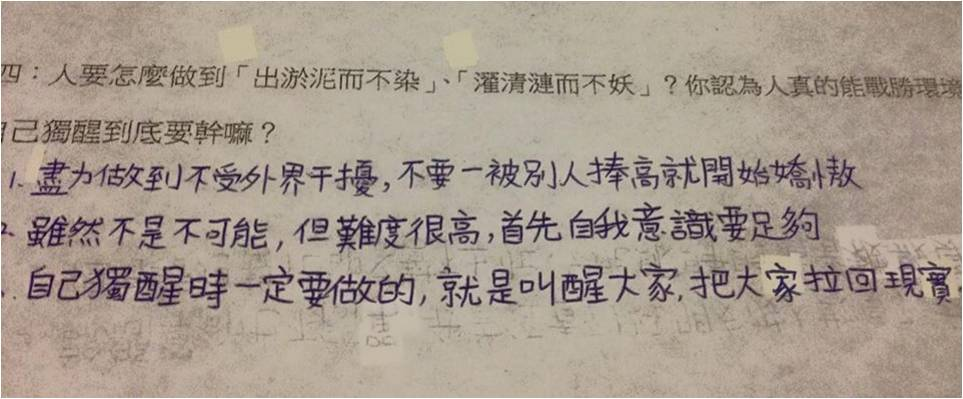 四：人要怎麼做到「出淤泥而不染」、「濯清漣而不妖」？你認為人真的能戰勝環境
自己獨醒到底要幹嘛？
1. 盡力做到不受外界干擾，不要一被別人捧高就開始嬌傲
2. 雖然不是不可能，但難度很高，首先自我意識要足夠
自己獨醒時一定要做的，就是叫醒大家，把大家拉回現實